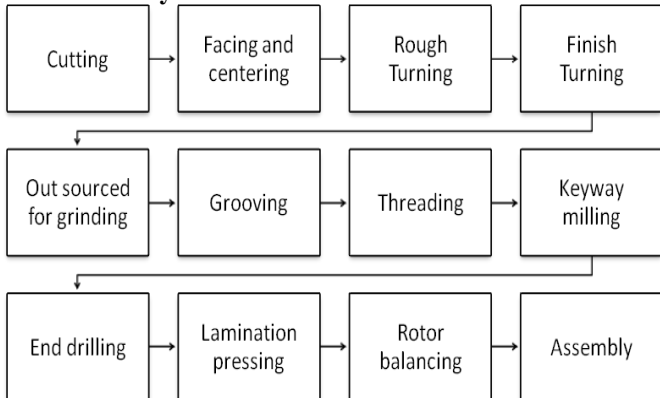 Cutting
Facing and
centering
Rough
Turning
Finish
Turning
Out sourced
for grinding
Grooving
Threading
Keyway
milling
End drilling
Lamination
pressing
Rotor
balancing
Assembly